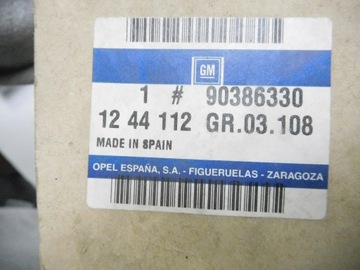 GM
1 # 90386330
12 44 112 GR.03.108
MADE IN SPAIN
OPEL ESPAÑA, S.A. - FIGUERUELAS - ZARAGOZA